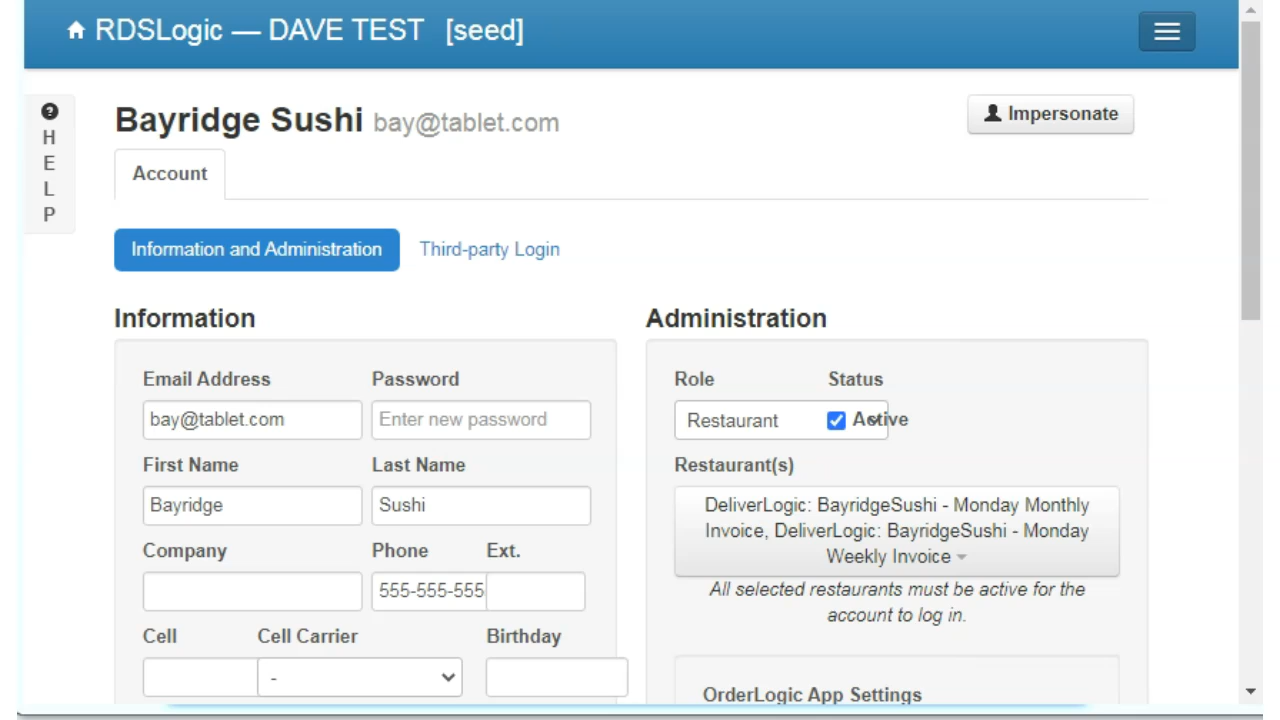 RDSLogic — DAVE TEST [seed]
HELP
Bayridge Sushi bay@tablet.com
Impersonate
Account
Information and Administration Third-party Login
Information
Administration
Email Address Password
bay@tablet.com Enter new password
First Name Last Name
Bayridge Sushi
Company Phone Ext.
555-555-555
Cell Cell Carrier Birthday
-
Role Status
Restaurant Active
Restaurant(s)
DeliverLogic: BayridgeSushi - Monday Monthly
Invoice, DeliverLogic: BayridgeSushi - Monday
Weekly Invoice
All selected restaurants must be active for the
account to log in.
OrderLogic App Settings